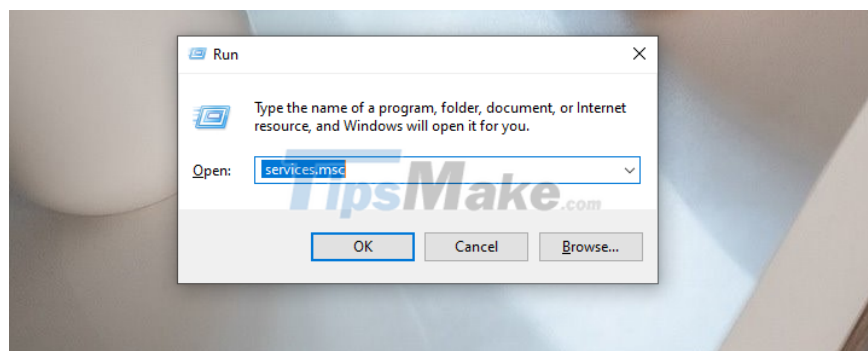 Run
Type the name of a program, folder, document, or Internet
resource, and Windows will open it for you.
Open: services.msc
TipsMake.com
OK Cancel Browse...